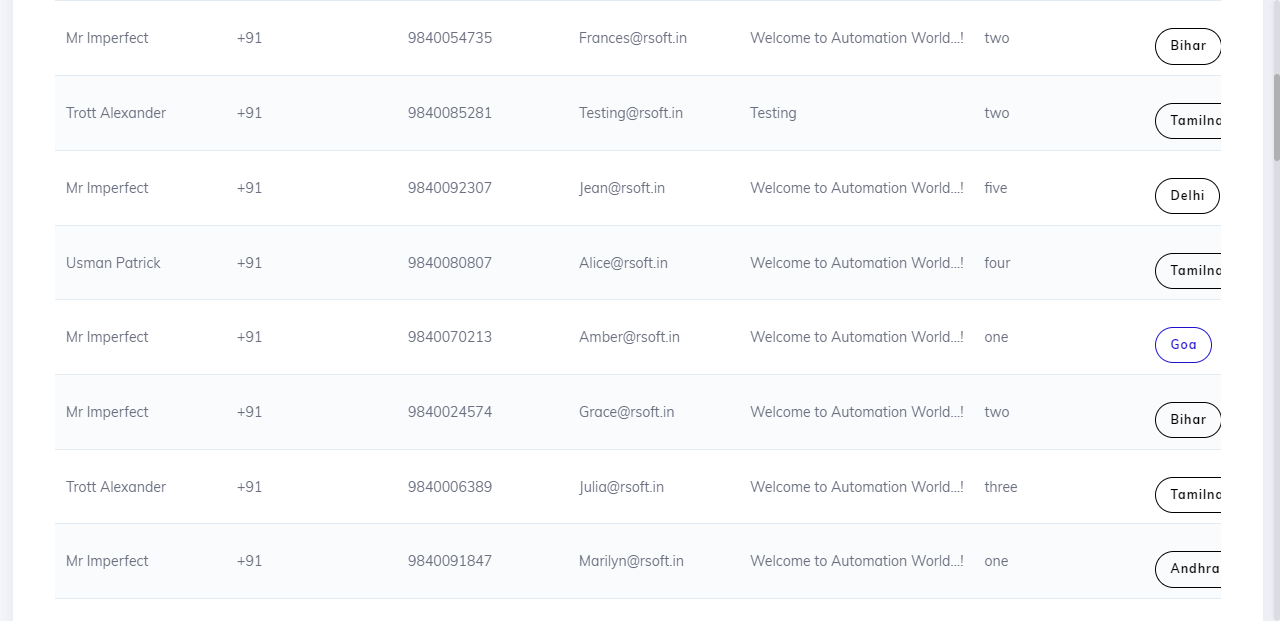 Mr Imperfect +91 9840054735 Frances@rsoft.in Welcome to Automation World...! two Bihar
Trott Alexander +91 9840085281 Testing@rsoft.in Testing two
Mr Imperfect +91 9840092307 Jean@rsoft.in Welcome to Automation World...! five Delhi
Usman Patrick +91 9840080807 Alice@rsoft.in Welcome to Automation World...! four
Mr Imperfect +91 9840070213 Amber@rsoft.in Welcome to Automation World...! one Goa
Mr Imperfect +91 9840024574 Grace@rsoft.in Welcome to Automation World...! two Bihar
Trott Alexander +91 9840006389 Julia@rsoft.in Welcome to Automation World...! three
Mr Imperfect +91 9840091847 Marilyn@rsoft.in Welcome to Automation World...! one Andhra